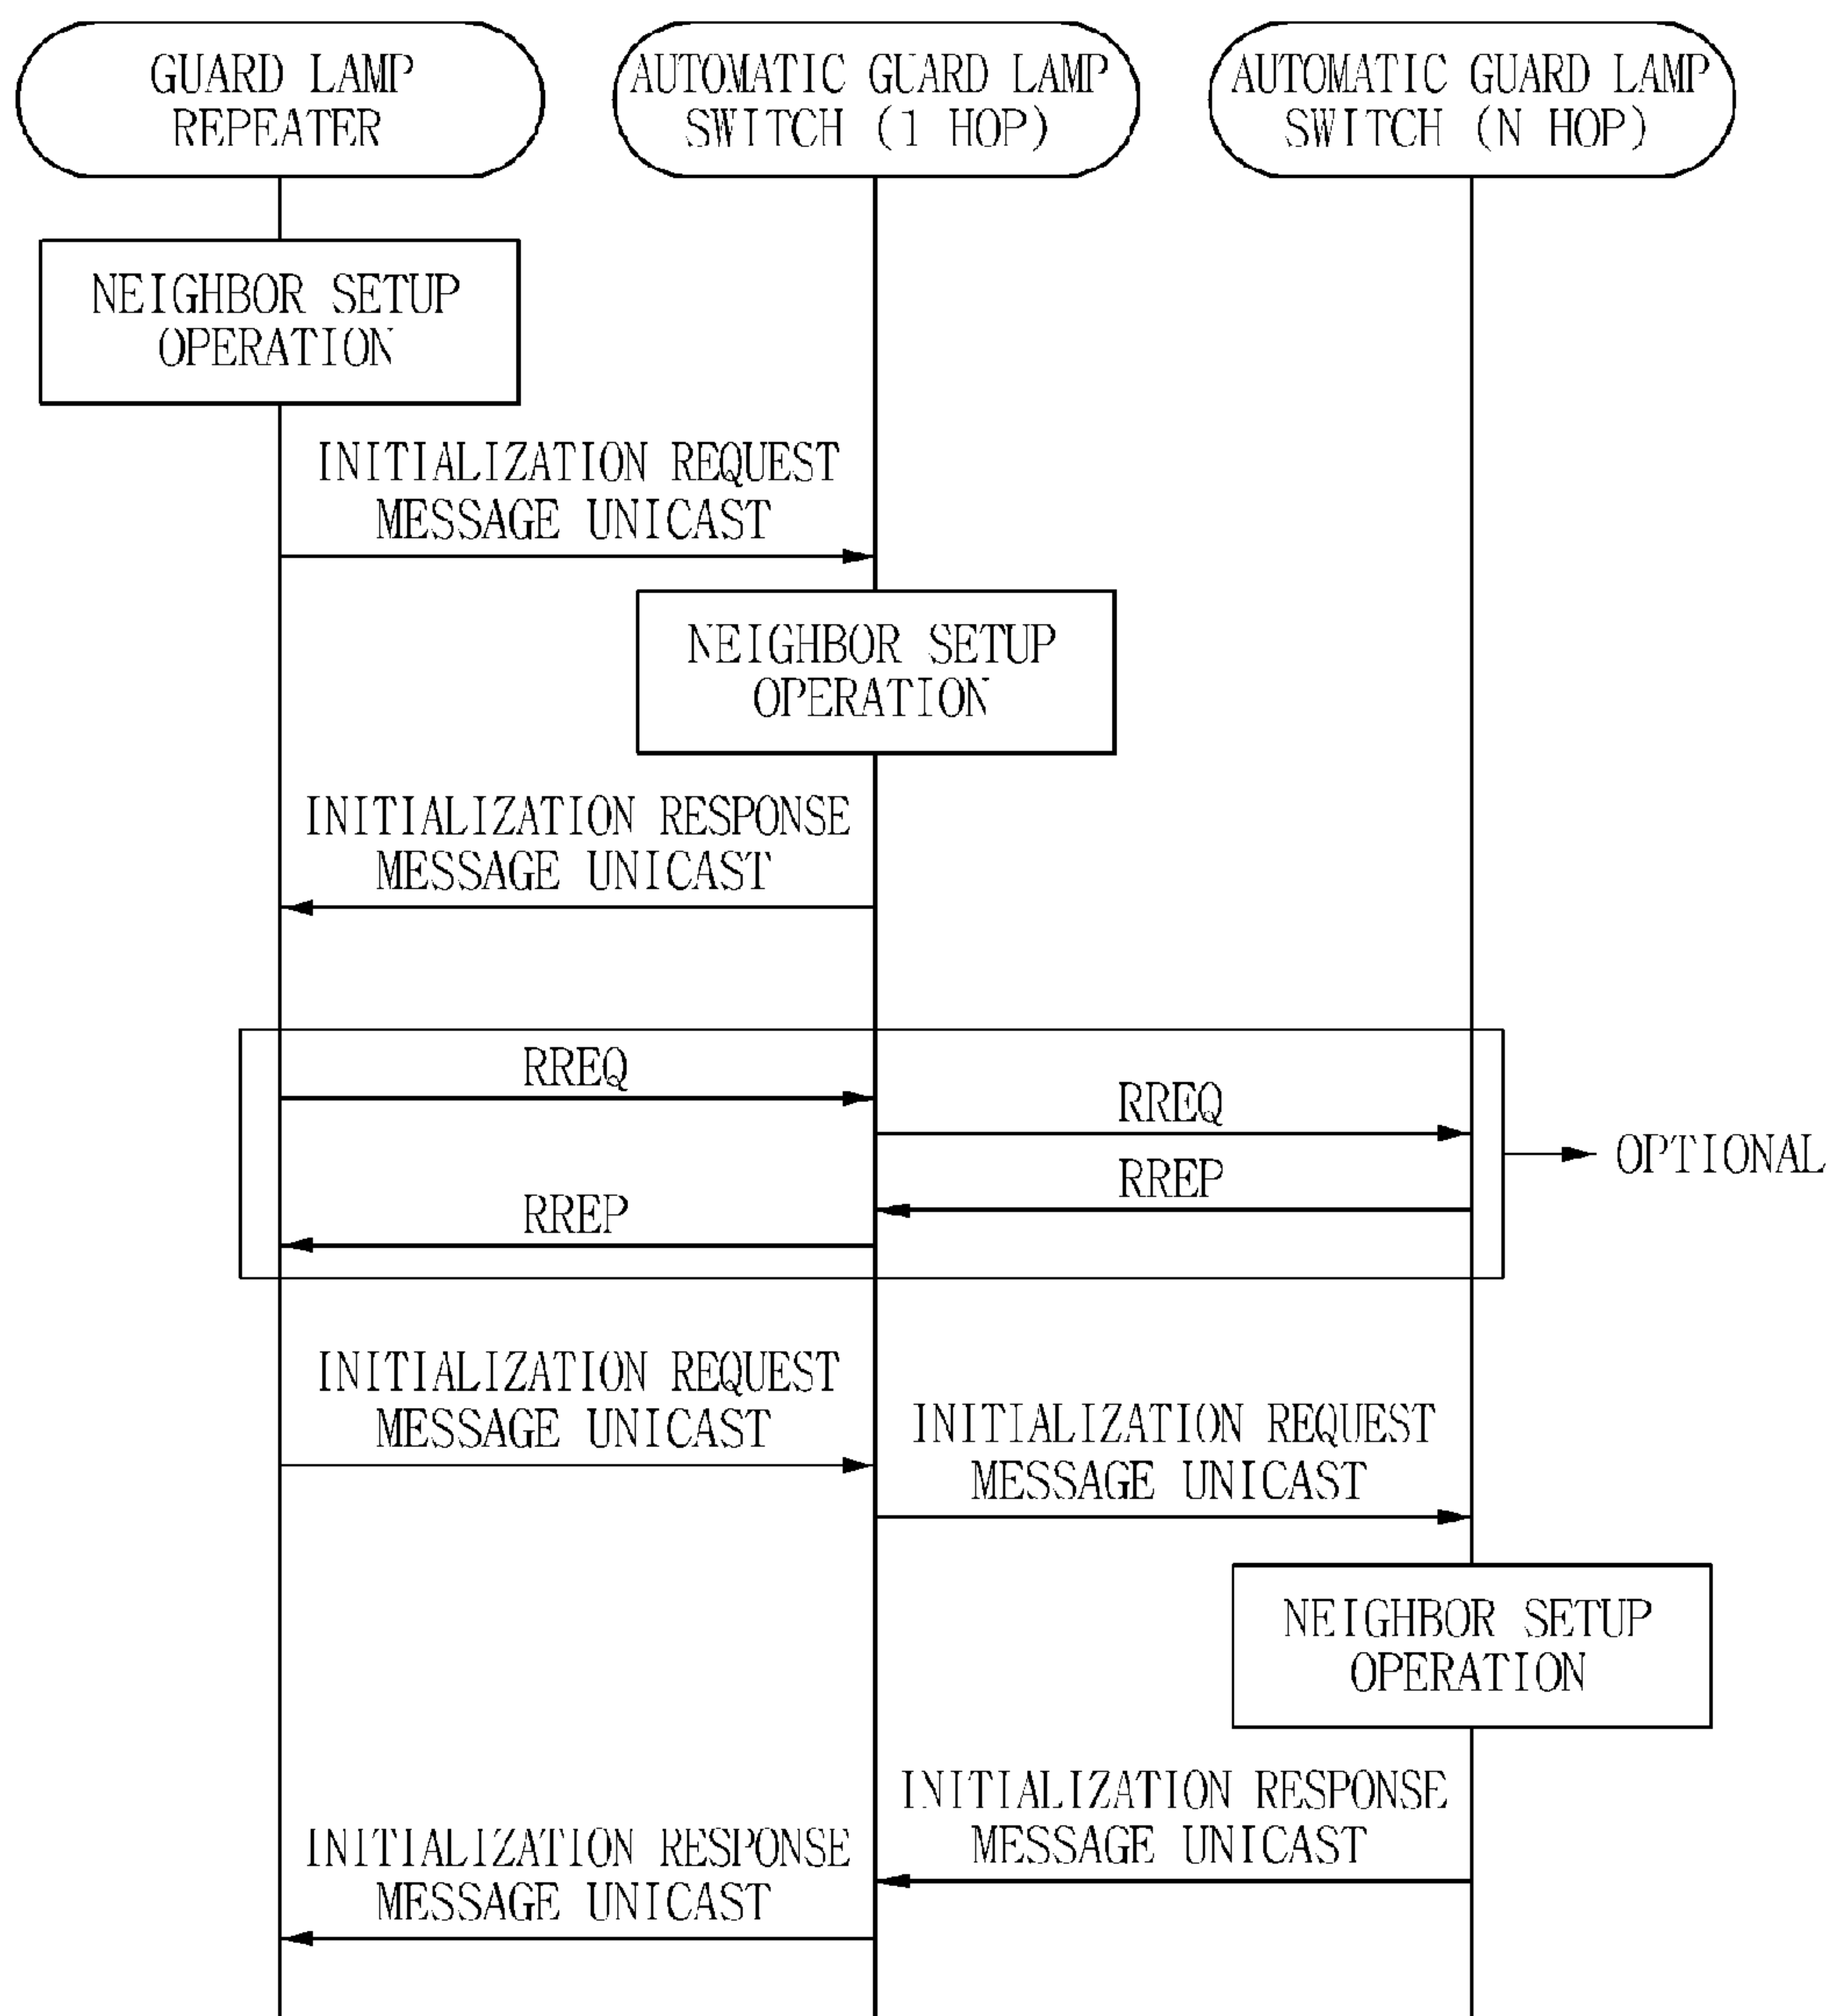 GUARD LAMP
REPEATER
AUTOMATIC GUARD LAMP
SWITCH (1 HOP)
AUTOMATIC GUARD LAMP
SWITCH (N HOP)
NEIGHBOR SETUP
OPERATION
INITIALIZATION REQUEST
MESSAGE UNICAST
NEIGHBOR SETUP
OPERATION
INITIALIZATION RESPONSE
MESSAGE UNICAST
RREQ
RREQ
OPTIONAL
RREP
RREP
INITIALIZATION REQUEST
MESSAGE UNICAST
INITIALIZATION REQUEST
MESSAGE UNICAST
NEIGHBOR SETUP
OPERATION
INITIALIZATION RESPONSE
MESSAGE UNICAST
INITIALIZATION RESPONSE
MESSAGE UNICAST